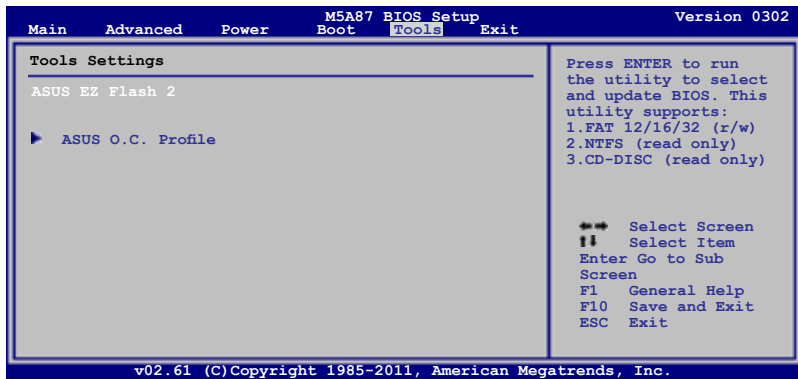 M5A87 BIOS Setup
Version 0302
Main Advanced Power Boot Tools Exit
Tools Settings
ASUS EZ Flash 2
ASUS O.C. Profile
Press ENTER to run
the utility to select
and update BIOS. This
utility supports:
1.FAT 12/16/32 (r/w)
2.NTFS (read only)
3.CD-DISC (read only)
←→ Select Screen
↑↓ Select Item
Enter Go to Sub
Screen
F1 General Help
F10 Save and Exit
ESC Exit
v02.61 (C)Copyright 1985-2011, American Megatrends, Inc.